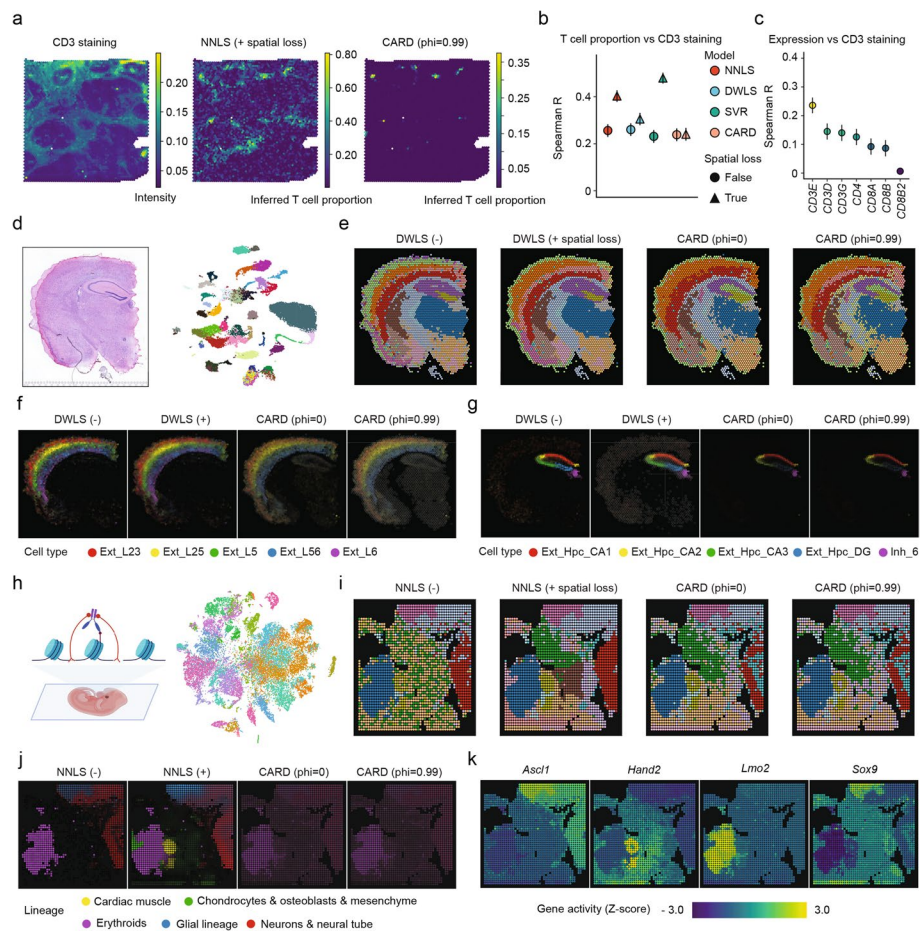 a
CD3 staining
NNLS (+ spatial loss)
CARD (phi=0.99)
0.20
0.15
0.10
0.05
Intensity
0.80
0.60
0.40
0.20
Inferred T cell proportion
0.30
0.20
0.10
Inferred T cell proportion
b
T cell proportion vs CD3 staining
Spearman R
0.4
0.2
0
Model
NNLS
DWLS
SVR
CARD
Spatial loss
False
True
c
Expression vs CD3 staining
Spearman R
0.4
0.3
0.2
0.1
0
CD3E
CD3D
CD3G
CD4
CD8A
CD8B
CD8B2
d
e
DWLS (-)
DWLS (+ spatial loss)
CARD (phi=0)
CARD (phi=0.99)
f
DWLS (-)
DWLS (+)
CARD (phi=0)
CARD (phi=0.99)
Cell type
Ext_L23
Ext_L25
Ext_L5
Ext_L56
Ext_L6
g
DWLS (-)
DWLS (+)
CARD (phi=0)
CARD (phi=0.99)
Cell type
Ext_Hpc_CA1
Ext_Hpc_CA2
Ext_Hpc_CA3
Ext_Hpc_DG
Inh_6
h
i
NNLS (-)
NNLS (+ spatial loss)
CARD (phi=0)
CARD (phi=0.99)
j
NNLS (-)
NNLS (+)
CARD (phi=0)
CARD (phi=0.99)
Lineage
Cardiac muscle
Chondrocytes & osteoblasts & mesenchyme
Erythroids
Glial lineage
Neurons & neural tube
k
Ascl1
Hand2
Lmo2
Sox9
Gene activity (Z-score)
- 3.0
3.0